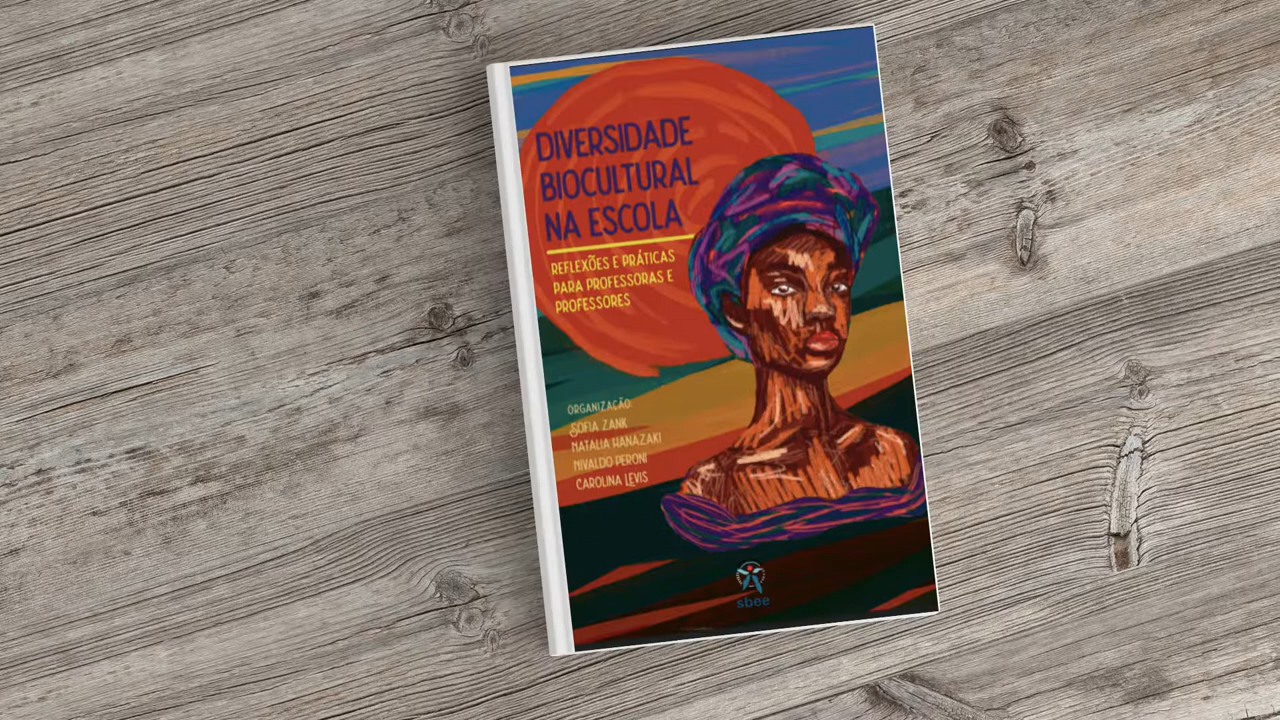 DIVERSIDADE
BIOCULTURAL
NA ESCOLA
REFLEXÕES E PRÁTICAS
PARA PROFESSORAS E
PROFESSORES
ORGANIZAÇÃO
SOFIA ZANK
NATALIA HANAZAKI
NIVALDO PERONI
CAROLINA LEVIS
sbee